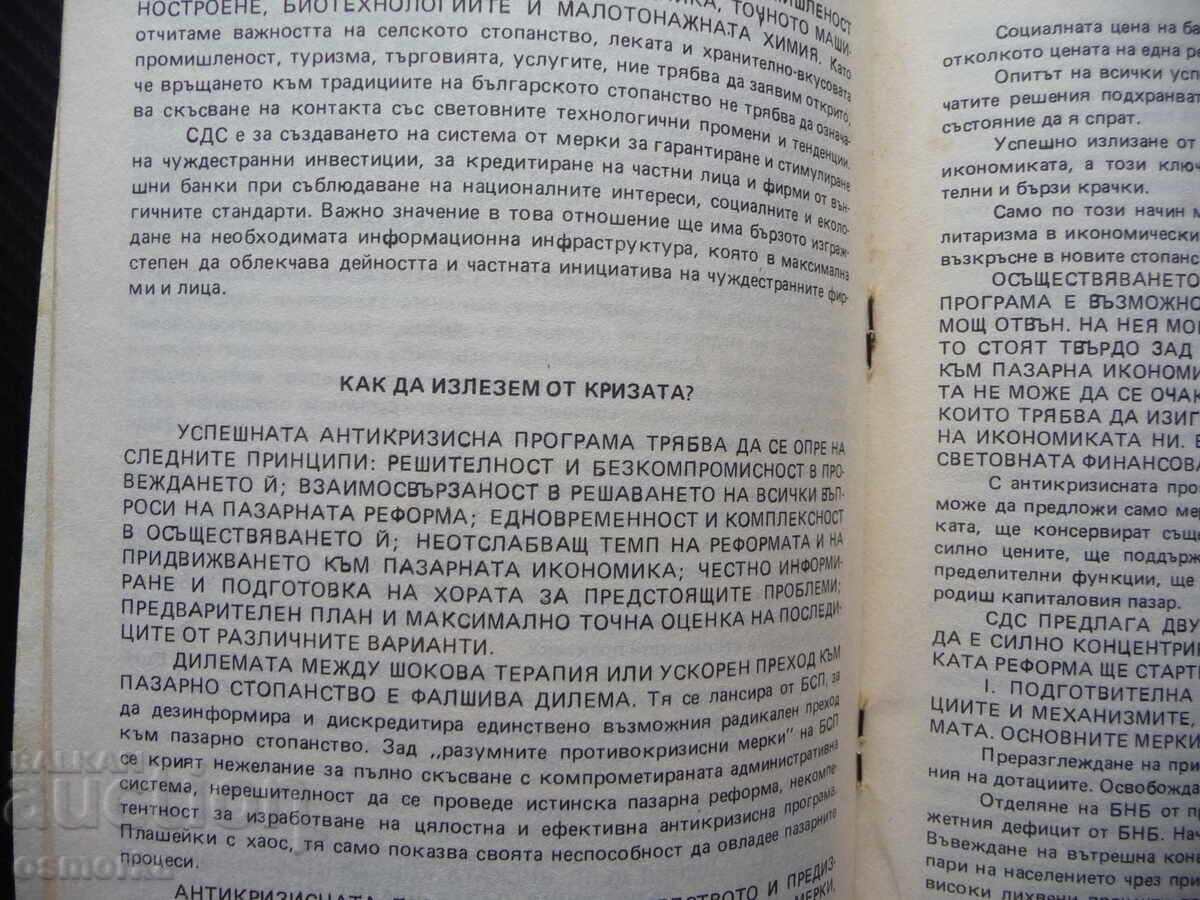 НОСТРОЕНЕ, БИОТЕХНОЛОГИИТЕ И МАЛОТОНАЖНАТА ХИМИЯ. Като
отчитаме важността на селското стопанство, леката и хранително-вкусовата
промишленост, туризма, търговията, услугите, ние трябва да заявим открито,
че връщането към традициите на българското стопанство не трябва да означа-
ва скъсване на контакта със световните технологични промени и тенденции.
СДС е за създаването на система от мерки за гарантиране и стимулиране
на чуждестранни инвестиции, за кредитиране на частни лица и фирми от вън-
шни банки при съблюдаване на националните интереси, социалните и еколо-
гичните стандарти. Важно значение в това отношение ще има бързото изграж-
дане на необходимата информационна инфраструктура, която в максимална
степен да облекчава дейността и частната инициатива на чуждестранните фир-
ми и лица.
КАК ДА ИЗЛЕЗЕМ ОТ КРИЗАТА?
УСПЕШНАТА АНТИКРИЗИСНА ПРОГРАМА ТРЯБВА ДА СЕ ОПРЕ НА
СЛЕДНИТЕ ПРИНЦИПИ: РЕШИТЕЛНОСТ И БЕЗКОМПРОМИСНОСТ В ПРО-
ВЕЖДАНЕТО Й; ВЗАИМОСВЪРЗАНОСТ В РЕШАВАНЕТО НА ВСИЧКИ ВЪП-
РОСИ НА ПАЗАРНАТА РЕФОРМА; ЕДНОВРЕМЕННОСТ И КОМПЛЕКСНОСТ
В ОСЪЩЕСТВЯВАНЕТО Й; НЕОТСЛАБВАЩ ТЕМП НА РЕФОРМАТА И НА
ПРИДВИЖВАНЕТО КЪМ ПАЗАРНАТА ИКОНОМИКА; ЧЕСТНО ИНФОРМИ-
РАНЕ И ПОДГОТОВКА НА ХОРАТА ЗА ПРЕДСТОЯЩИТЕ ПРОБЛЕМИ;
ПРЕДВАРИТЕЛЕН ПЛАН И МАКСИМАЛНО ТОЧНА ОЦЕНКА НА ПОСЛЕДИ-
ЦИТЕ ОТ РАЗЛИЧНИТЕ ВАРИАНТИ.
ДИЛЕМАТА МЕЖДУ ШОКОВА ТЕРАПИЯ ИЛИ УСКОРЕН ПРЕХОД КЪМ
ПАЗАРНО СТОПАНСТВО Е ФАЛШИВА ДИЛЕМА. Тя се лансира от БСП, за
да дезинформира и дискредитира единствено възможния радикален преход
към пазарно стопанство. Зад „разумните противокризисни мерки" на БСП
се крият нежелание за пълно скъсване с компрометираната административна
система, нерешителност да се проведе истинска пазарна реформа, некомпе-
тентност за изработване на цялостна и ефективна антикризисна програма.
Плашейки с хаос, тя само показва своята неспособност да овладее пазарните
процеси.
Социалната цена на
отколкото цената на една
Опитът на всички
чатите решения подхранват
състояние да я спрат.
Успешно излизане от
икономиката, а този
телни и бързи крачки.
Само по този начин
литаризма в икономически
възкръсне в новите
ОСЪЩЕСТВЯВАНЕТО
ПРОГРАМА Е ВЪЗМОЖНО
МОЩ ОТВЪН. НА НЕЯ
ТО СТОЯТ ТВЪРДО ЗАД
КЪМ ПАЗАРНА
ТА НЕ МОЖЕ ДА СЕ
КОИТО ТРЯБВА ДА
НА ИКОНОМИКАТА НИ.
СВЕТОВНАТА
С антикризисната
може да предложи само
ката, ще консервират
силно цените, ще
пределителни функции, ще
родиш капиталовия пазар.
СДС ПРЕДЛАГА
ДА Е СИЛНО
КАТА РЕФОРМА ЩЕ
I. ПОДГОТВИТЕЛНА
ЦИИТЕ И МЕХАНИЗМИТЕ,
МАТА. ОСНОВНИТЕ МЕРКИ
Преразглеждане на
ния на дотациите.
Отделяне на БНБ от
жетния дефицит от БНБ.
Въвеждане на вътрешна
пари на населението чрез
високи лихвени
BALKAN
auction
osmo